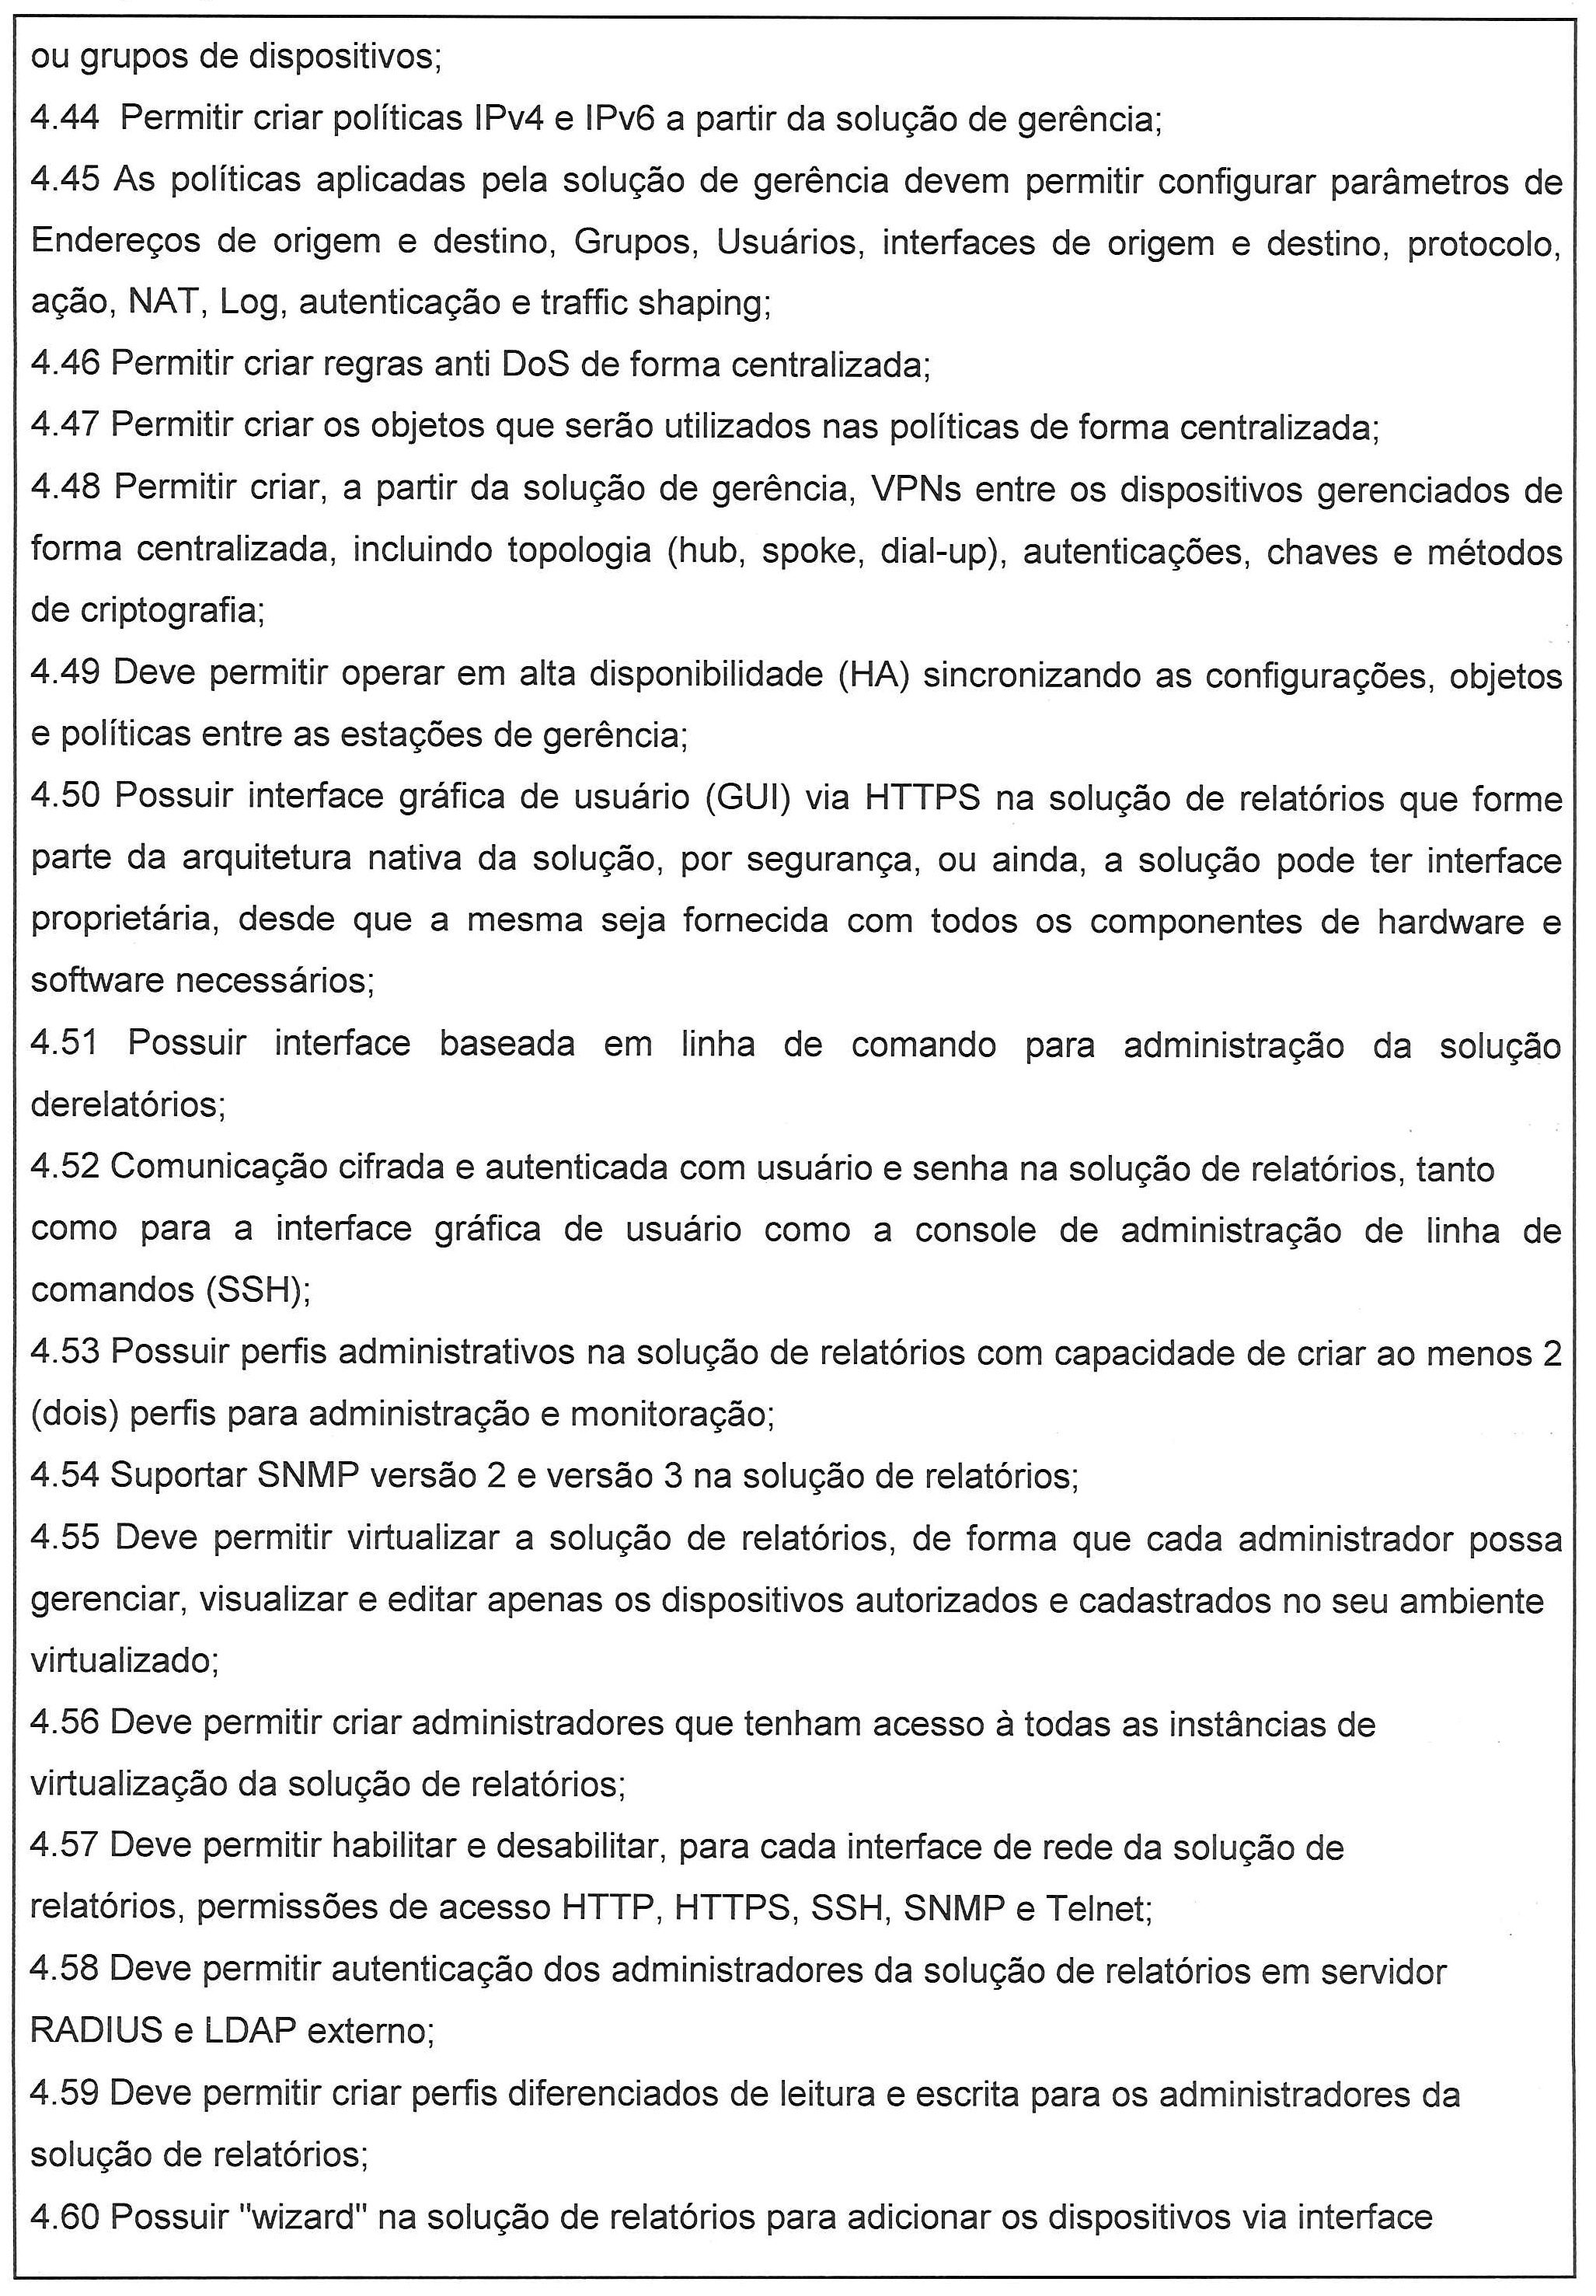 ou grupos de dispositivos;
4.44 Permitir criar políticas IPv4 e IPv6 a partir da solução de gerência;
4.45 As políticas aplicadas pela solução de gerência devem permitir configurar parâmetros de
Endereços de origem e destino, Grupos, Usuários, interfaces de origem e destino, protocolo,
ação, NAT, Log, autenticação e traffic shaping;
4.46 Permitir criar regras anti DoS de forma centralizada;
4.47 Permitir criar os objetos que serão utilizados nas políticas de forma centralizada;
4.48 Permitir criar, a partir da solução de gerência, VPNs entre os dispositivos gerenciados de
forma centralizada, incluindo topologia (hub, spoke, dial-up), autenticações, chaves e métodos
de criptografia;
4.49 Deve permitir operar em alta disponibilidade (HA) sincronizando as configurações, objetos
e políticas entre as estações de gerência;
4.50 Possuir interface gráfica de usuário (GUI) via HTTPS na solução de relatórios que forme
parte da arquitetura nativa da solução, por segurança, ou ainda, a solução pode ter interface
proprietária, desde que a mesma seja fornecida com todos os componentes de hardware e
software necessários;
4.51 Possuir interface baseada em linha de comando para administração da solução
derelatórios;
4.52 Comunicação cifrada e autenticada com usuário e senha na solução de relatórios, tanto
como para a interface gráfica de usuário como a console de administração de linha de
comandos (SSH);
4.53 Possuir perfis administrativos na solução de relatórios com capacidade de criar ao menos 2
(dois) perfis para administração e monitoração;
4.54 Suportar SNMP versão 2 e versão 3 na solução de relatórios;
4.55 Deve permitir virtualizar a solução de relatórios, de forma que cada administrador possa
gerenciar, visualizar e editar apenas os dispositivos autorizados e cadastrados no seu ambiente
virtualizado;
4.56 Deve permitir criar administradores que tenham acesso à todas as instâncias de
virtualização da solução de relatórios;
4.57 Deve permitir habilitar e desabilitar, para cada interface de rede da solução de
relatórios, permissões de acesso HTTP, HTTPS, SSH, SNMP e Telnet;
4.58 Deve permitir autenticação dos administradores da solução de relatórios em servidor
RADIUS e LDAP externo;
4.59 Deve permitir criar perfis diferenciados de leitura e escrita para os administradores da
solução de relatórios;
4.60 Possuir "wizard" na solução de relatórios para adicionar os dispositivos via interface